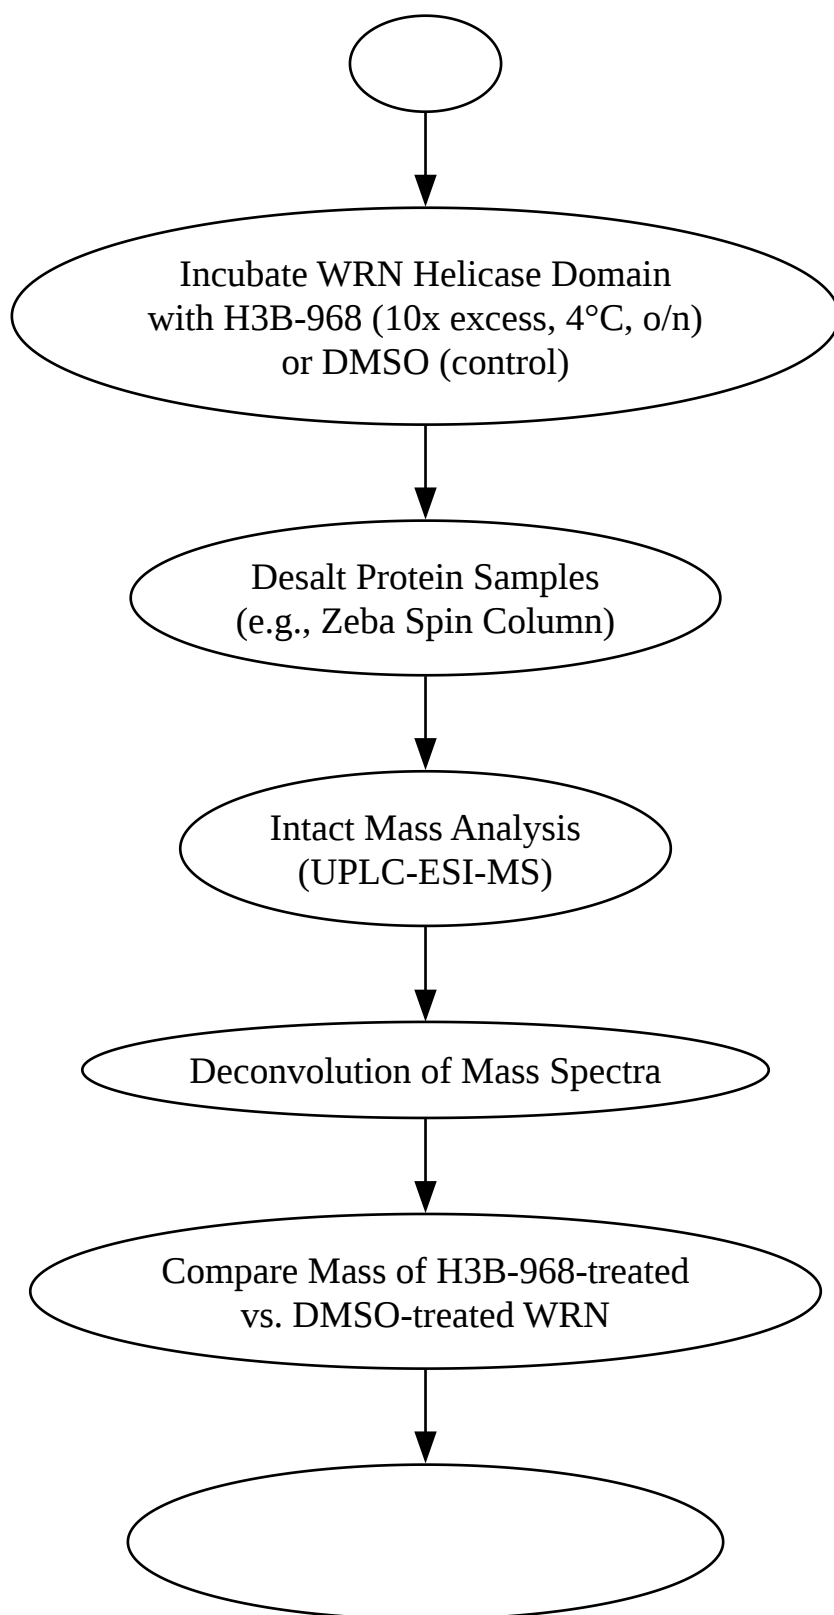 Incubate WRN Helicase Domain
with H3B-968 (10x excess, 4°C, o/n)
or DMSO (control)
Desalt Protein Samples
(e.g., Zeba Spin Column)
Intact Mass Analysis
(UPLC-ESI-MS)
Deconvolution of Mass Spectra
Compare Mass of H3B-968-treated
vs. DMSO-treated WRN